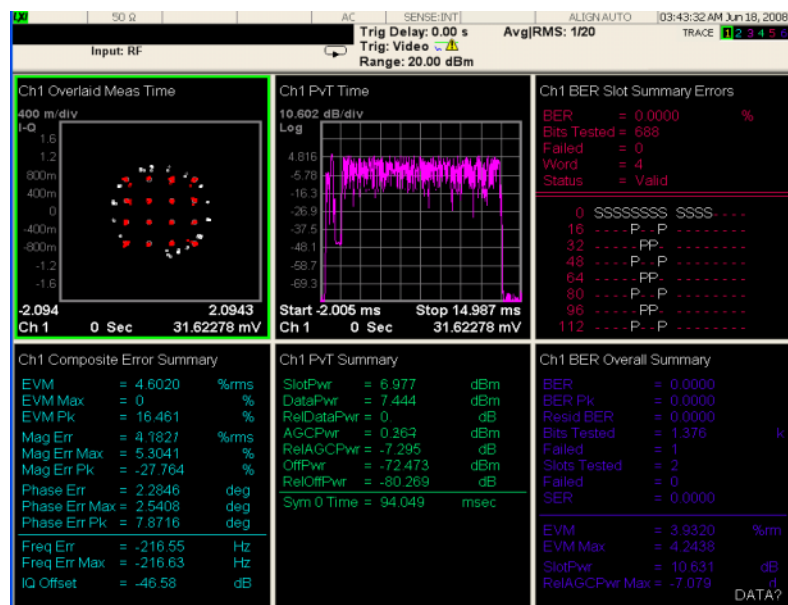 LXI 50 Ω AC SENSE:INT ALIGN AUTO 03:43:32 AM Jun 18, 2008
Trig Delay: 0.00 s Avg|RMS: 1/20 TRACE 1 2 3 4 5 6
Input: RF Trig: Video
Range: 20.00 dBm
Ch1 Overlaid Meas Time
400 m/div
I-Q
1.6
1.2
800m
400m
0
-400m
-800m
-1.2
-1.6
-2.094 2.0943
Ch 1 0 Sec 31.62278 mV
Ch1 PvT Time
10.602 dB/div
Log
4.816
-5.78
-16.3
-26.9
-37.5
-48.1
-58.7
-69.3
Start -2.005 ms Stop 14.987 ms
Ch 1 0 Sec 31.62278 mV
Ch1 BER Slot Summary Errors
BER = 0.0000 %
Bits Tested = 688
Failed = 0
Word = 4
Status = Valid
0 SSSSSSSS SSSS----
16 ----P--P --------
32 -----PP- --------
48 ----P--P --------
64 -----PP- --------
80 ----P--P --------
96 -----PP- --------
112 ----P--P --------
Ch1 Composite Error Summary
EVM = 4.6020 %rms
EVM Max = 0 %
EVM Pk = 16.461 %
Mag Err = 4.1827 %rms
Mag Err Max = 5.3041 %
Mag Err Pk = -27.764 %
Phase Err = 2.2846 deg
Phase Err Max = 2.5408 deg
Phase Err Pk = 7.8716 deg
Freq Err = -216.55 Hz
Freq Err Max = -216.63 Hz
IQ Offset = -46.58 dB
Ch1 PvT Summary
SlotPwr = 6.977 dBm
DataPwr = 7.444 dBm
RelDataPwr = 0 dB
AGCPwr = 0.262 dBm
RelAGCPwr = -7.295 dB
OffPwr = -72.473 dBm
RelOffPwr = -80.269 dB
Sym 0 Time = 94.049 msec
Ch1 BER Overall Summary
BER = 0.0000
BER Pk = 0.0000
Resid BER = 0.0000
Bits Tested = 1.376 k
Failed = 1
Slots Tested = 2
Failed = 0
SER = 0.0000
EVM = 3.9320 %rm
EVM Max = 4.2438
SlotPwr = 10.631 dB
RelAGCPwr Max = -7.079 d
DATA?